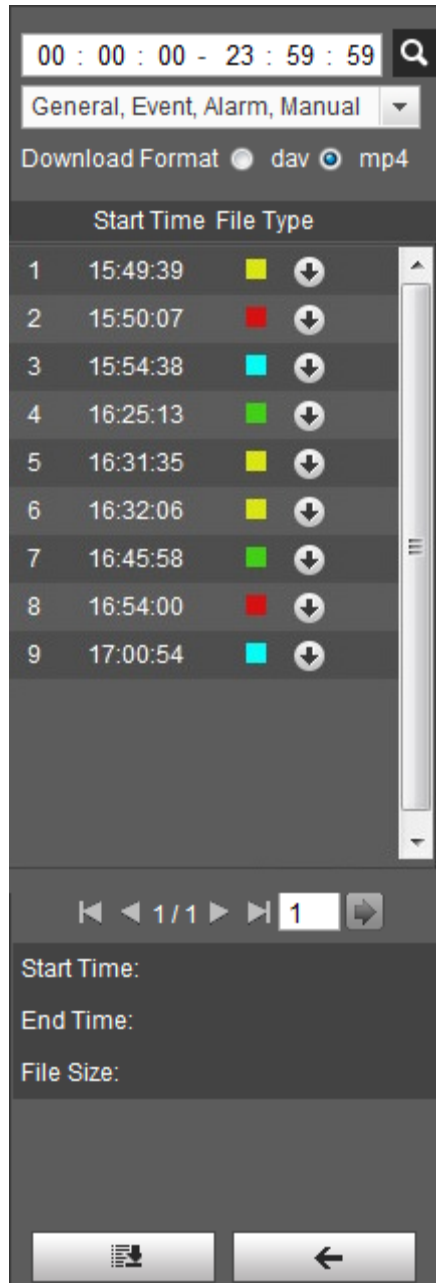 00 : 00 : 00 - 23 : 59 : 59
General, Event, Alarm, Manual
Download Format dav mp4
Start Time File Type
1 15:49:39
2 15:50:07
3 15:54:38
4 16:25:13
5 16:31:35
6 16:32:06
7 16:45:58
8 16:54:00
9 17:00:54
1 / 1 1
Start Time:
End Time:
File Size: